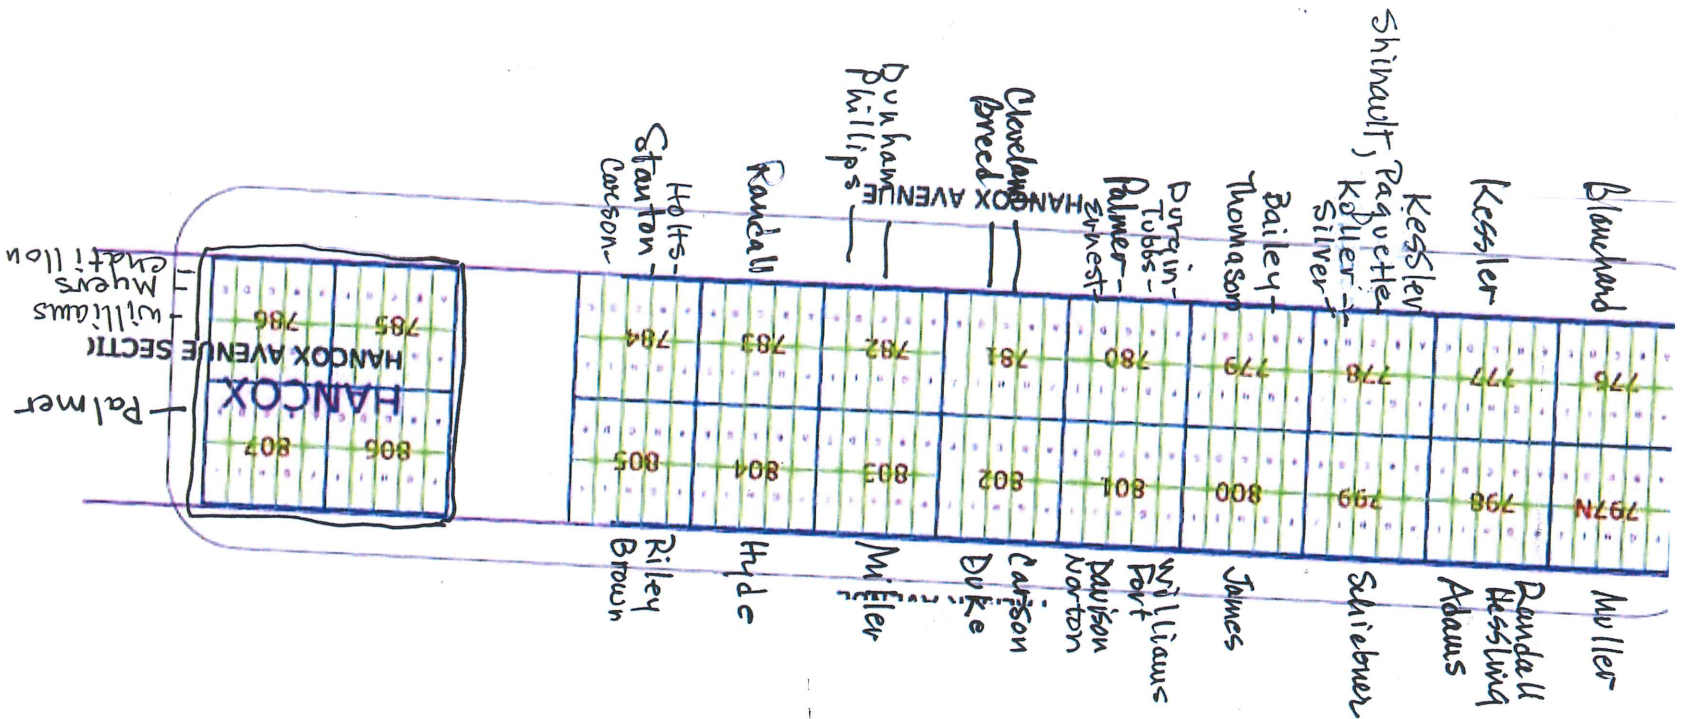 Blanchard
Kessler
Kessler
Shinault, Paquette
Koller
Silver
Bailey
Thomason
Durgin
Tubbs
Palmer
Ernest
Cleveland
Breed
HANCOX AVENUE
Dunham
Phillips
Randall
Holts
Stanton
Carson
Chatillon
Myers
Williams
Palmer
785
786
HANCOX AVENUE SECTI
HANCOX
806
807
784
783
782
781
780
779
778
777
776
805
804
803
802
801
800
799
798
797N
Riley
Brown
Hyde
Miller
Carson
Duke
Williams
Fort
Davison
Norton
James
Schiebner
Randall
Hessling
Adams
Muller